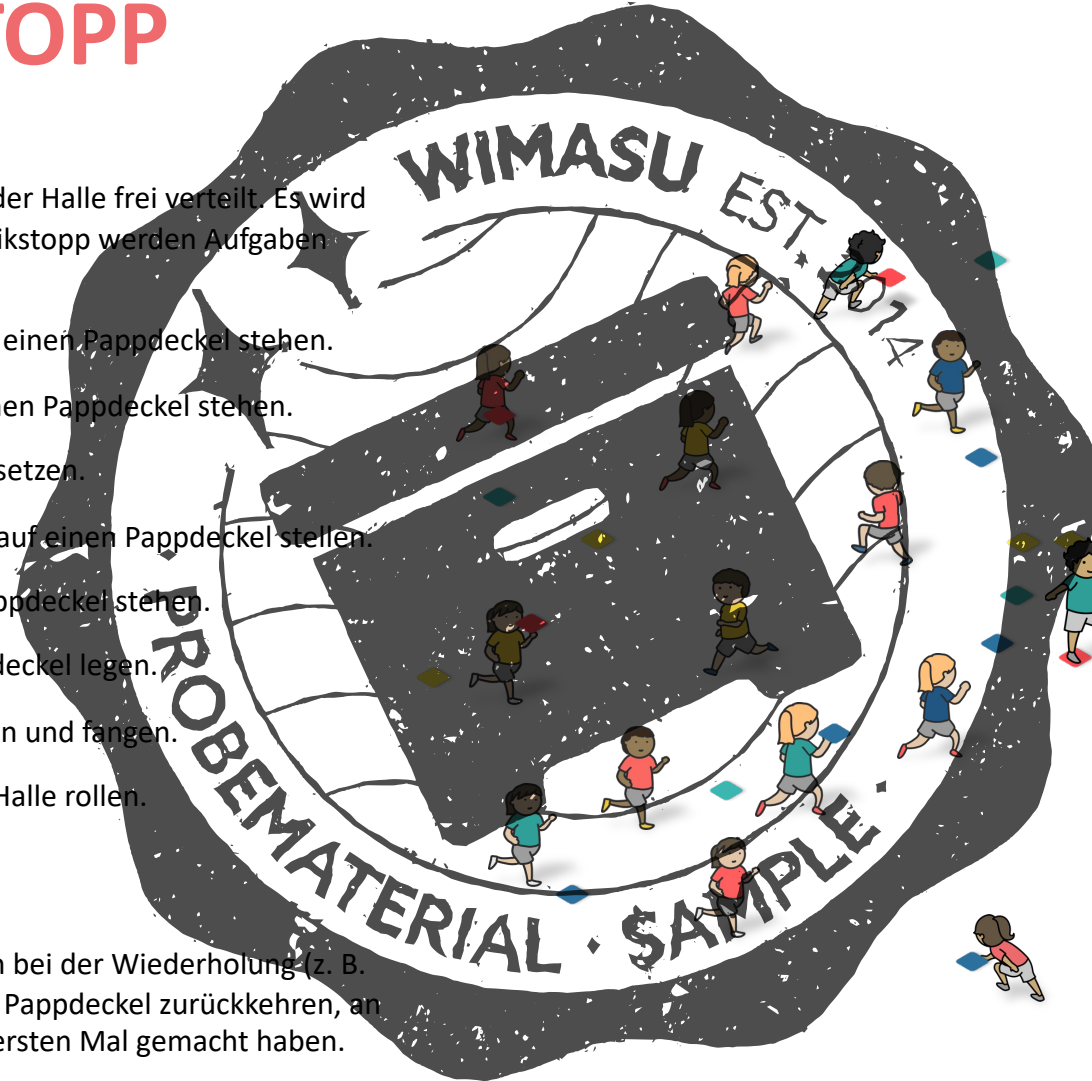 TOPP
der Halle frei verteilt. Es wird
ikstopp werden Aufgaben
einen Pappdeckel stehen.
nen Pappdeckel stehen.
setzen.
auf einen Pappdeckel stellen.
ppdeckel stehen.
deckel legen.
n und fangen.
Halle rollen.
n bei der Wiederholung (z. B.
Pappdeckel zurückkehren, an
ersten Mal gemacht haben.
WIMASU EST.
PROBEMATERIAL · SAMPLE ·